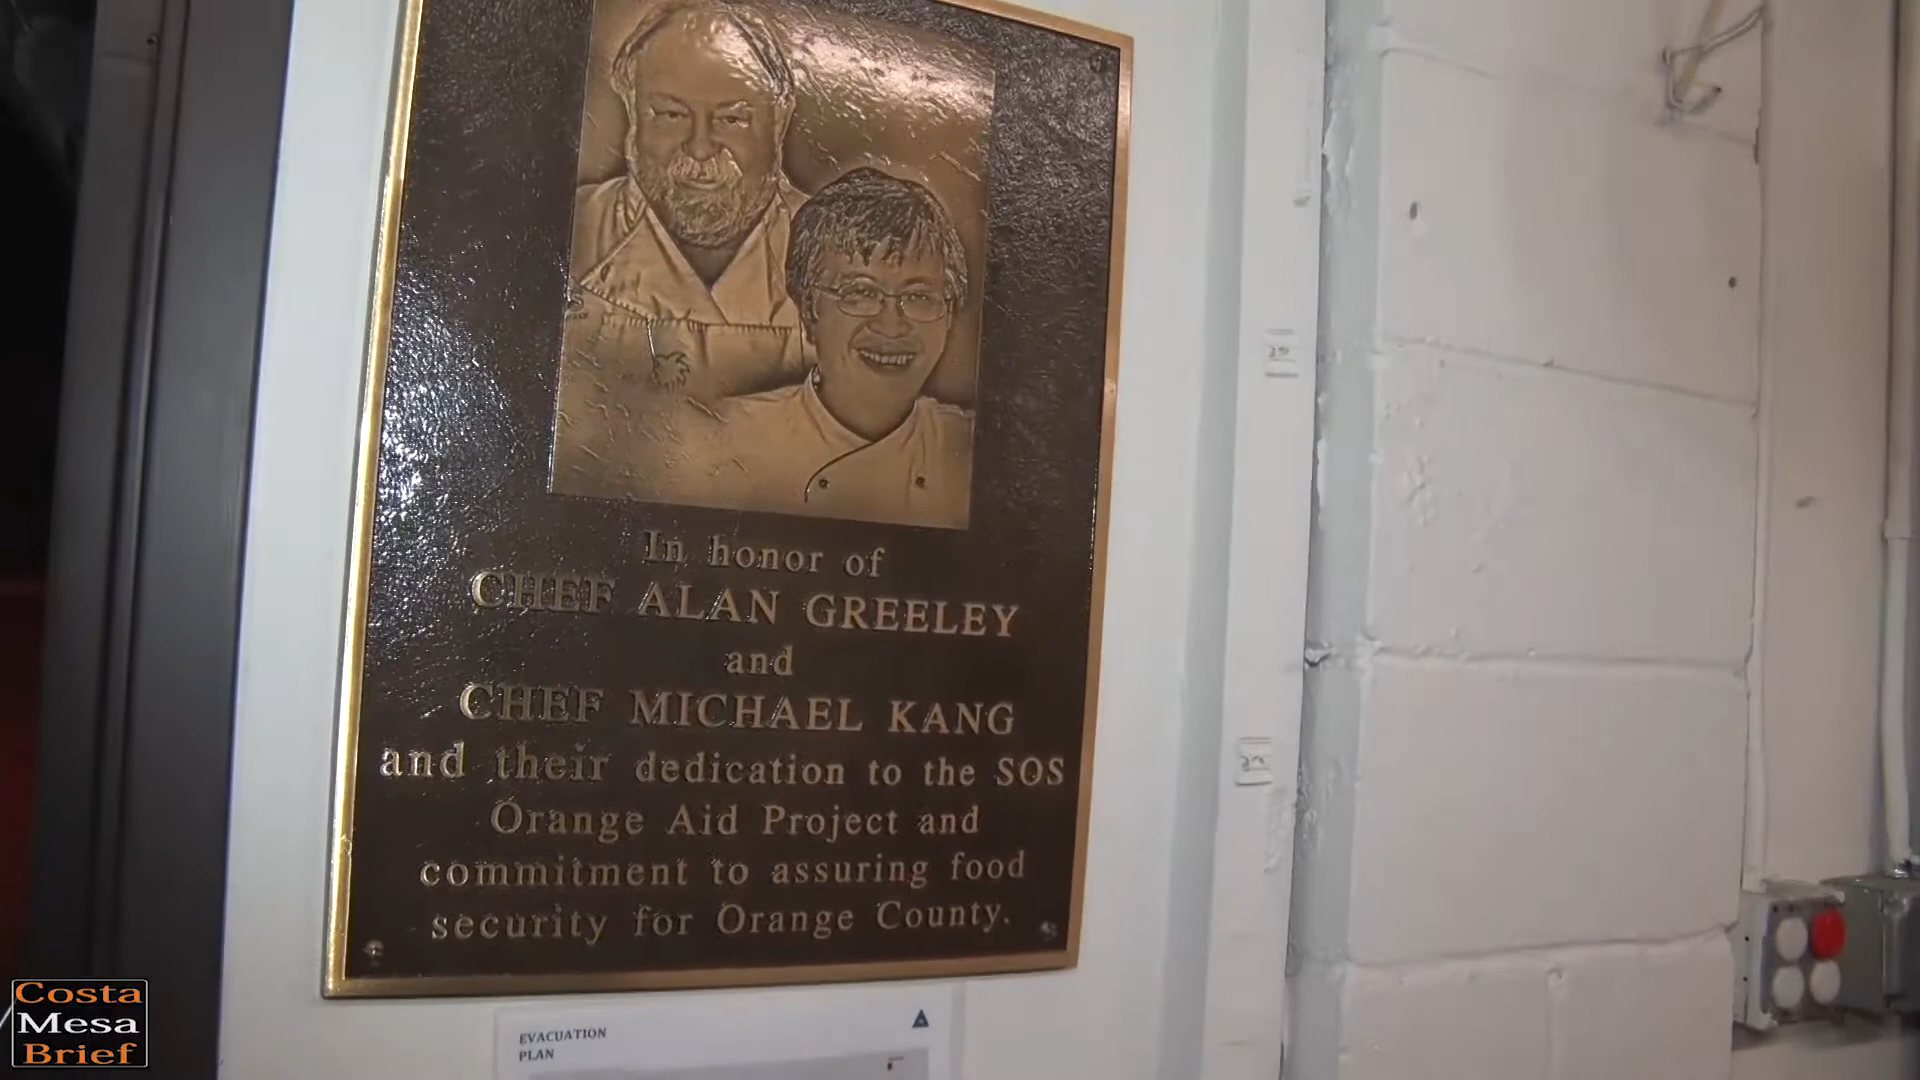 In honor of
CHEF ALAN GREELEY
and
CHEF MICHAEL KANG
and their dedication to the SOS
Orange Aid Project and
commitment to assuring food
security for Orange County.
EVACUATION
PLAN
Costa
Mesa
Brief